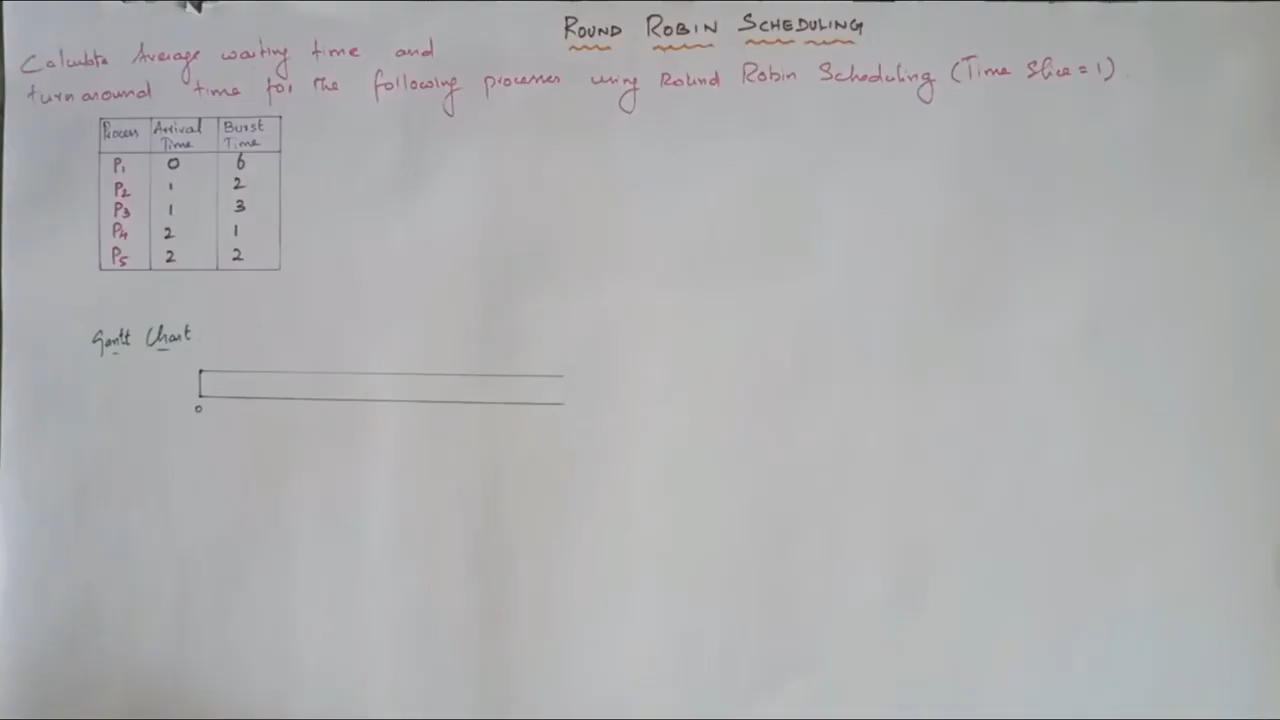 ROUND ROBIN SCHEDULING
Calculate Average waiting time and
turnaround time for the following processes using Round Robin Scheduling (Time Slice = 1)
Process Arrival Time Burst Time
P1 0 6
P2 1 2
P3 1 3
P4 2 1
P5 2 2
Gantt Chart
0